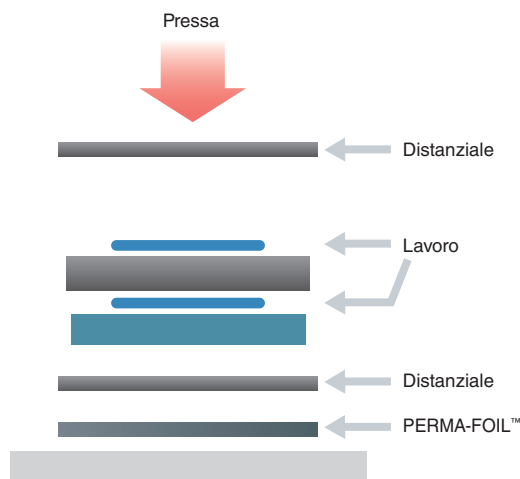 Pressa
Distanziale
Lavoro
Distanziale
PERMA-FOIL™